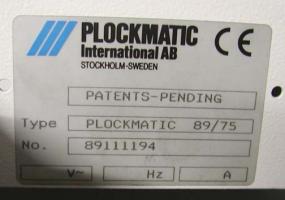 PLOCKMATIC CE
International AB
STOCKHOLM-SWEDEN
PATENTS-PENDING
Type PLOCKMATIC 89/75
No. 89111194
V~ Hz A